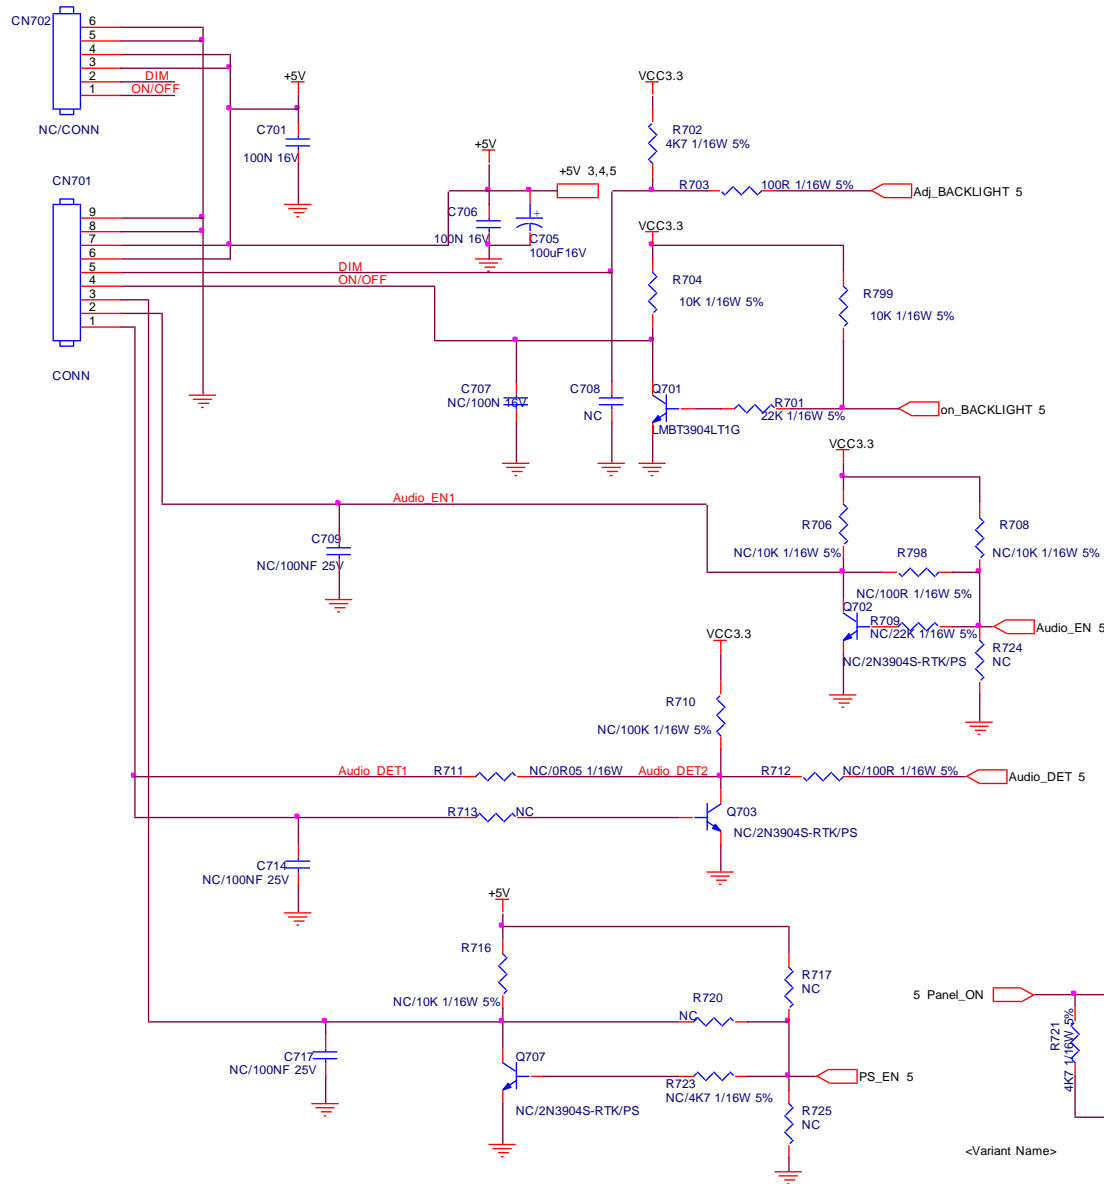 CN702
6
5
4
3
2
1
DIM
ON/OFF
NC/CONN
+5V
C701
100N 16V
CN701
9
8
7
6
5
4
3
2
1
CONN
+5V
+5V 3,4,5
C706
100N 16V
C705
100uF16V
DIM
ON/OFF
VCC3.3
R702
4K7 1/16W 5%
R703
100R 1/16W 5%
Adj_BACKLIGHT 5
VCC3.3
R704
10K 1/16W 5%
R799
10K 1/16W 5%
C707
NC/100N 16V
C708
NC
Q701
LMBT3904LT1G
R701
22K 1/16W 5%
on_BACKLIGHT 5
VCC3.3
Audio_EN1
C709
NC/100NF 25V
R706
NC/10K 1/16W 5%
R708
NC/10K 1/16W 5%
R798
NC/100R 1/16W 5%
Q702
R709
NC/22K 1/16W 5%
NC/2N3904S-RTK/PS
Audio_EN 5
R724
NC
VCC3.3
R710
NC/100K 1/16W 5%
Audio_DET1
R711
NC/0R05 1/16W
Audio_DET2
R712
NC/100R 1/16W 5%
Audio_DET 5
R713
NC
Q703
NC/2N3904S-RTK/PS
C714
NC/100NF 25V
+5V
R716
NC/10K 1/16W 5%
R717
NC
R720
NC
C717
NC/100NF 25V
Q707
NC/2N3904S-RTK/PS
R723
NC/4K7 1/16W 5%
PS_EN 5
R725
NC
5 Panel_ON
R721
4K7 1/16W 5%
<Variant Name>